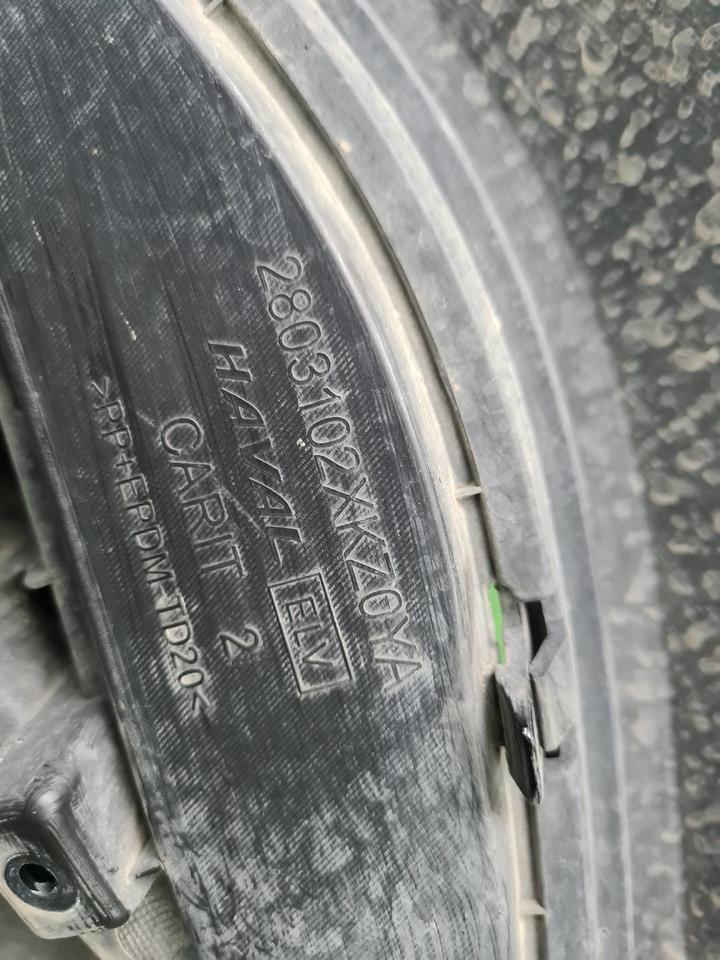 2803102XKZ0YA
HAVAL ELV
CARIT 2
>PP+EPDM-TD20<